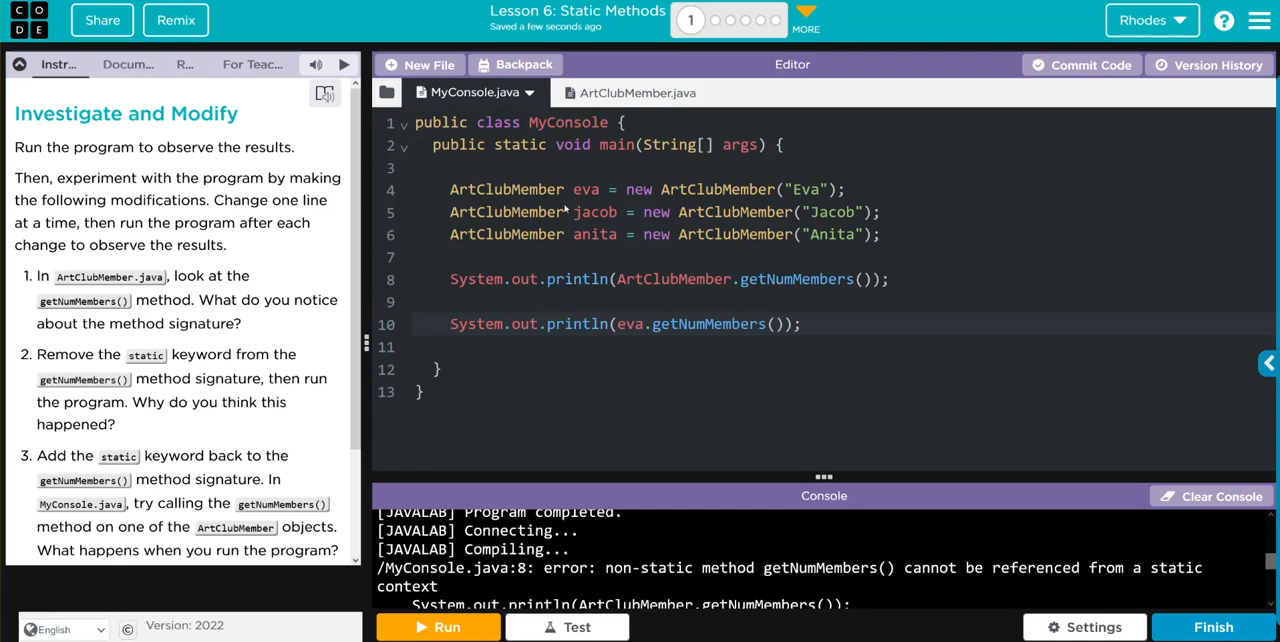 C O
D E
Share
Remix
Lesson 6: Static Methods
Saved a few seconds ago
1
MORE
Rhodes
?
Instr...
Docum...
R...
For Teac...
Investigate and Modify
Run the program to observe the results.
Then, experiment with the program by making
the following modifications. Change one line
at a time, then run the program after each
change to observe the results.
1. In ArtClubMember.java, look at the
getNumMembers() method. What do you notice
about the method signature?
2. Remove the static keyword from the
getNumMembers() method signature, then run
the program. Why do you think this
happened?
3. Add the static keyword back to the
getNumMembers() method signature. In
MyConsole.java, try calling the getNumMembers()
method on one of the ArtClubMember objects.
What happens when you run the program?
English
©
Version: 2022
New File
Backpack
Editor
Commit Code
Version History
MyConsole.java
ArtClubMember.java
1 public class MyConsole {
2 public static void main(String[] args) {
3
4 ArtClubMember eva = new ArtClubMember("Eva");
5 ArtClubMember jacob = new ArtClubMember("Jacob");
6 ArtClubMember anita = new ArtClubMember("Anita");
7
8 System.out.println(ArtClubMember.getNumMembers());
9
10 System.out.println(eva.getNumMembers());
11
12 }
13 }
Console
Clear Console
[JAVALAB] Program completed.
[JAVALAB] Connecting...
[JAVALAB] Compiling...
/MyConsole.java:8: error: non-static method getNumMembers() cannot be referenced from a static
context
System.out.println(ArtClubMember.getNumMembers());
Run
Test
Settings
Finish